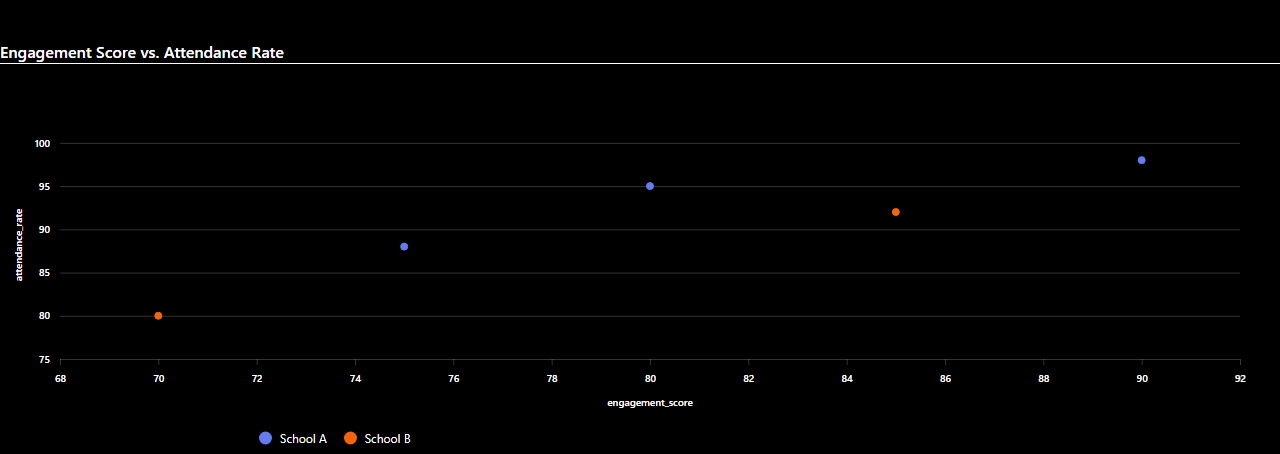 Engagement Score vs. Attendance Rate
100
95
90
85
80
75
attendance_rate
68 70 72 74 76 78 80 82 84 86 88 90 92
engagement_score
School A School B